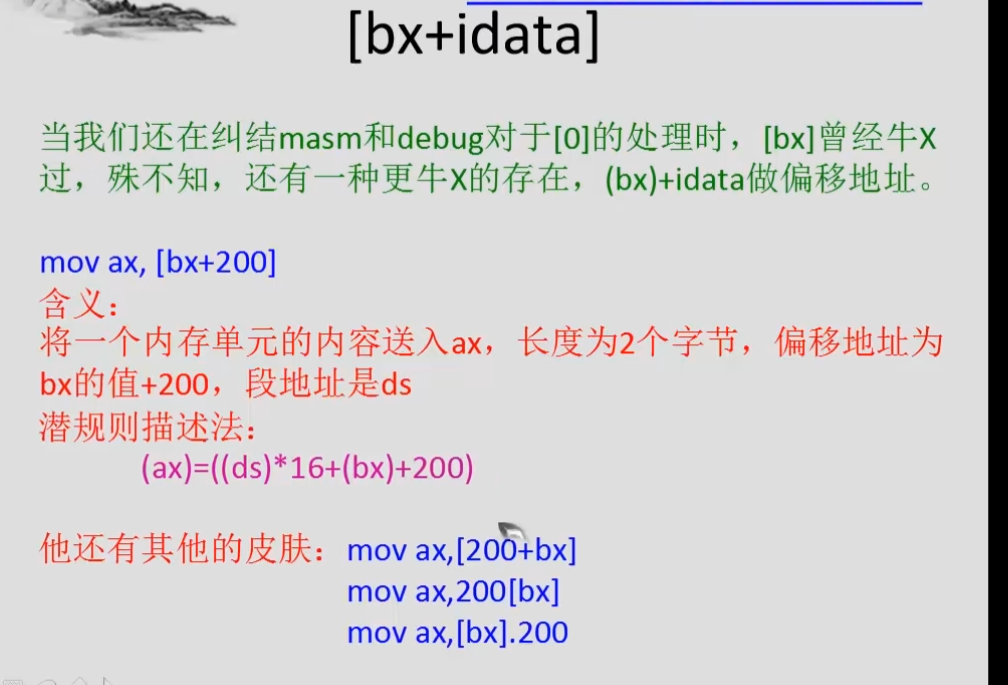 [bx+idata]
当我们还在纠结masm和debug对于[0]的处理时，[bx]曾经牛X
过，殊不知，还有一种更牛X的存在，(bx)+idata做偏移地址。
mov ax, [bx+200]
含义：
将一个内存单元的内容送入ax，长度为2个字节，偏移地址为
bx的值+200，段地址是ds
潜规则描述法：
(ax)=((ds)*16+(bx)+200)
他还有其他的皮肤：mov ax,[200+bx]
mov ax,200[bx]
mov ax,[bx].200